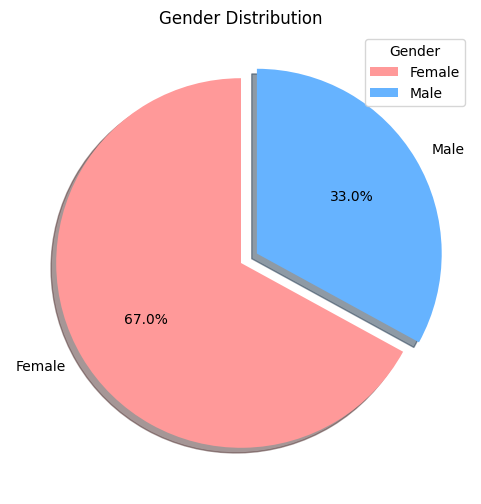 Gender Distribution
Gender
Female
Male
Male
33.0%
67.0%
Female